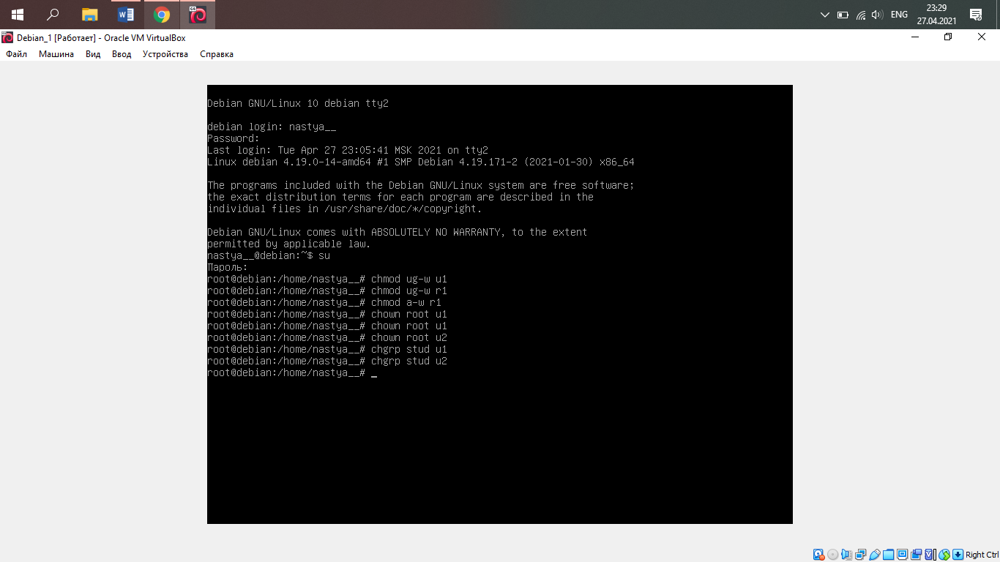 ENG
23:29
27.04.2021
Debian_1 [Работает] - Oracle VM VirtualBox
Файл Машина Вид Ввод Устройства Справка
Debian GNU/Linux 10 debian tty2
debian login: nastya__
Password:
Last login: Tue Apr 27 23:05:41 MSK 2021 on tty2
Linux debian 4.19.0-14-amd64 #1 SMP Debian 4.19.171-2 (2021-01-30) x86_64
The programs included with the Debian GNU/Linux system are free software;
the exact distribution terms for each program are described in the
individual files in /usr/share/doc/*/copyright.
Debian GNU/Linux comes with ABSOLUTELY NO WARRANTY, to the extent
permitted by applicable law.
nastya__@debian:~$ su
Пароль:
root@debian:/home/nastya__# chmod ug-w u1
root@debian:/home/nastya__# chmod ug-w r1
root@debian:/home/nastya__# chmod a-w r1
root@debian:/home/nastya__# chown root u1
root@debian:/home/nastya__# chown root u1
root@debian:/home/nastya__# chown root u2
root@debian:/home/nastya__# chgrp stud u1
root@debian:/home/nastya__# chgrp stud u2
root@debian:/home/nastya__# _
Right Ctrl